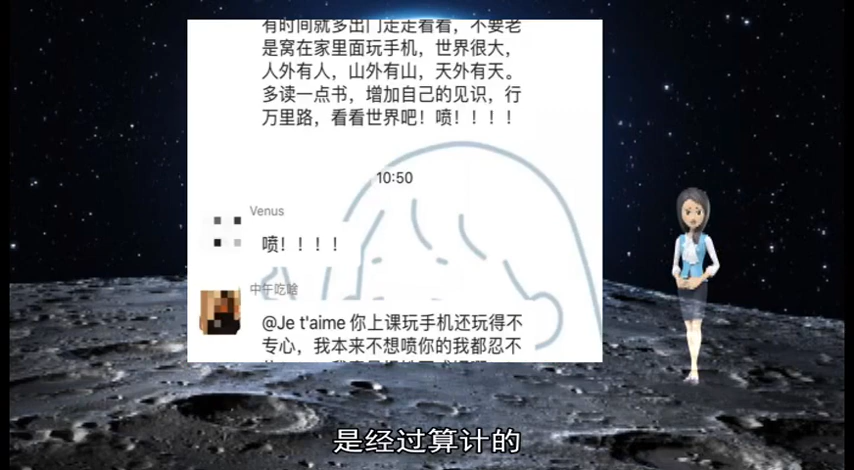 有时间就多出门走走看看，不要老
是窝在家里面玩手机，世界很大，
人外有人，山外有山，天外有天。
多读一点书，增加自己的见识，行
万里路，看看世界吧！喷！！！！
10:50
Venus
喷！！！！
中午吃啥
@Je t'aime 你上课玩手机还玩得不
专心，我本来不想喷你的我都忍不
是经过算计的